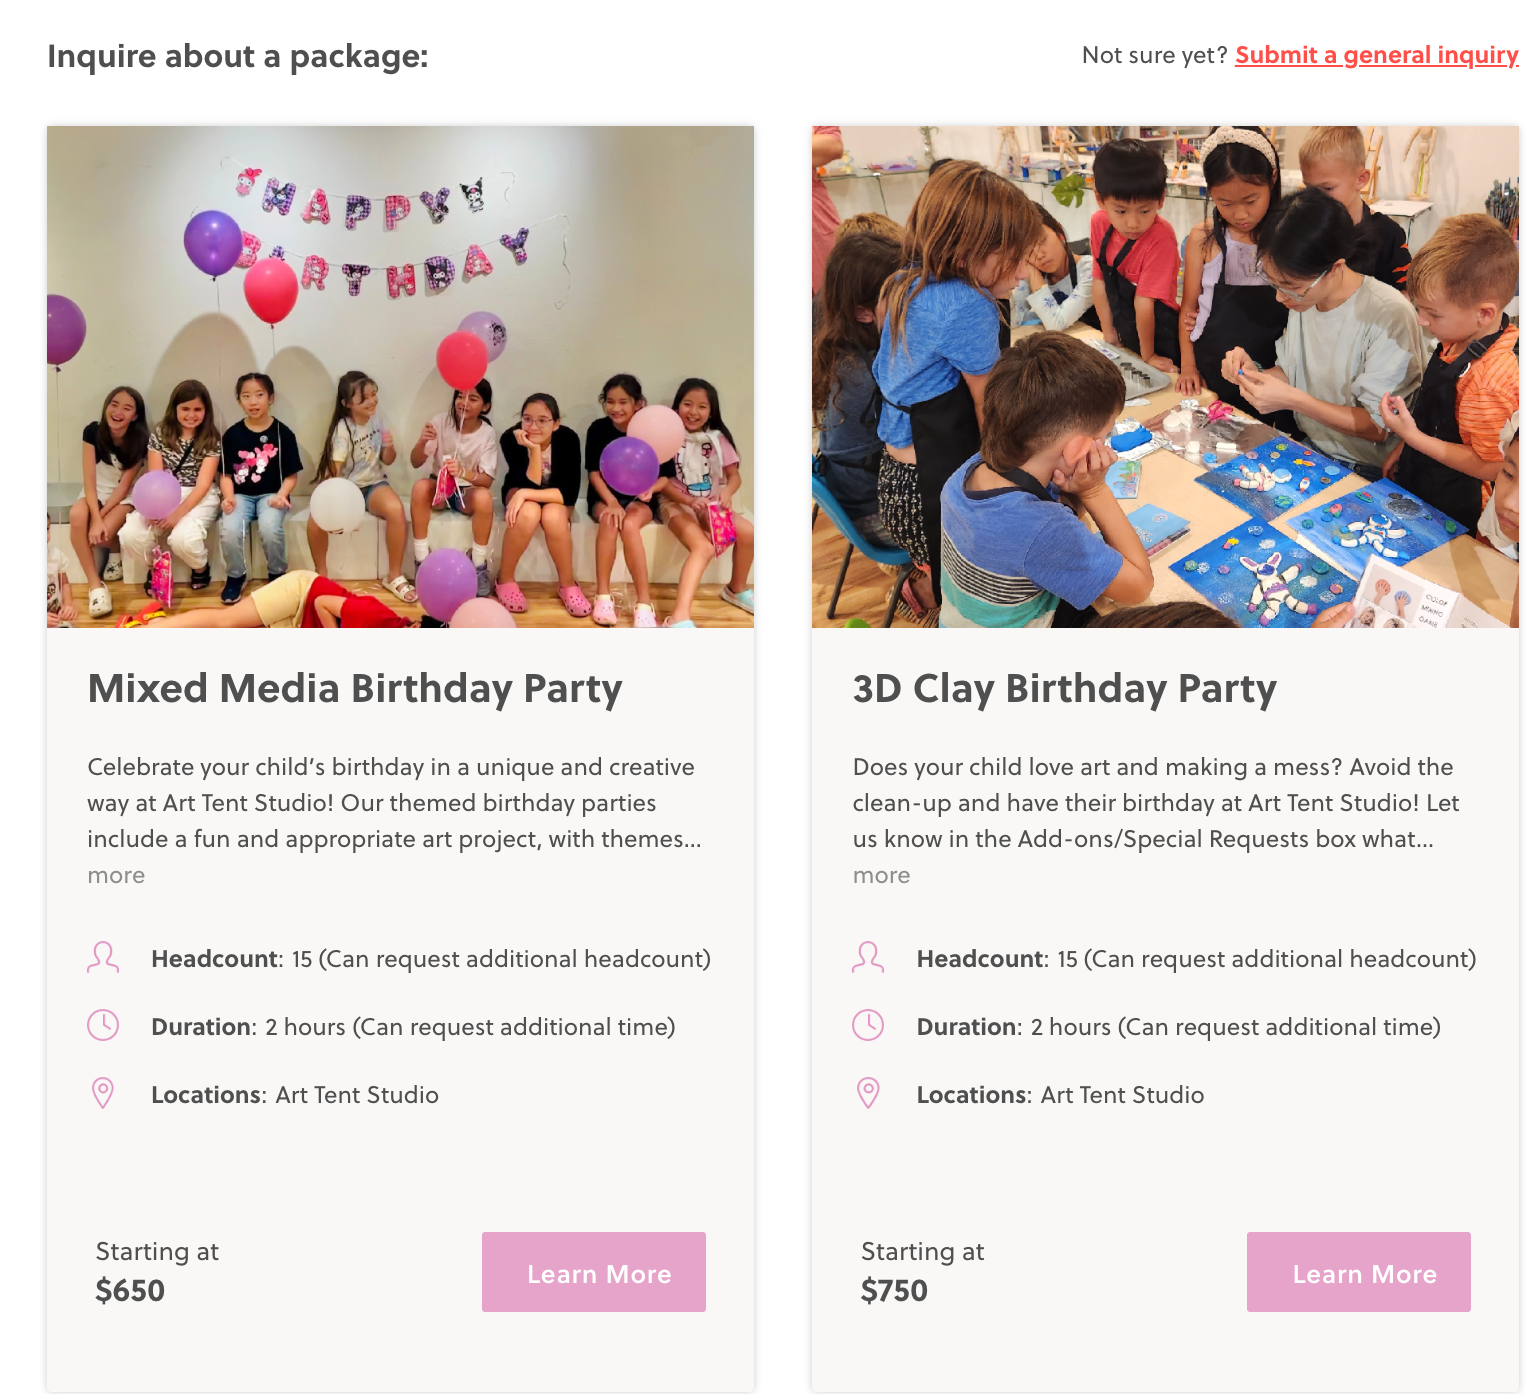 Inquire about a package:
Not sure yet? Submit a general inquiry
HAPPY
BIRTHDAY
COLOR
MIXING
GAME
Mixed Media Birthday Party
Celebrate your child's birthday in a unique and creative
way at Art Tent Studio! Our themed birthday parties
include a fun and appropriate art project, with themes...
more
Headcount: 15 (Can request additional headcount)
Duration: 2 hours (Can request additional time)
Locations: Art Tent Studio
Starting at
$650
Learn More
3D Clay Birthday Party
Does your child love art and making a mess? Avoid the
clean-up and have their birthday at Art Tent Studio! Let
us know in the Add-ons/Special Requests box what...
more
Headcount: 15 (Can request additional headcount)
Duration: 2 hours (Can request additional time)
Locations: Art Tent Studio
Starting at
$750
Learn More